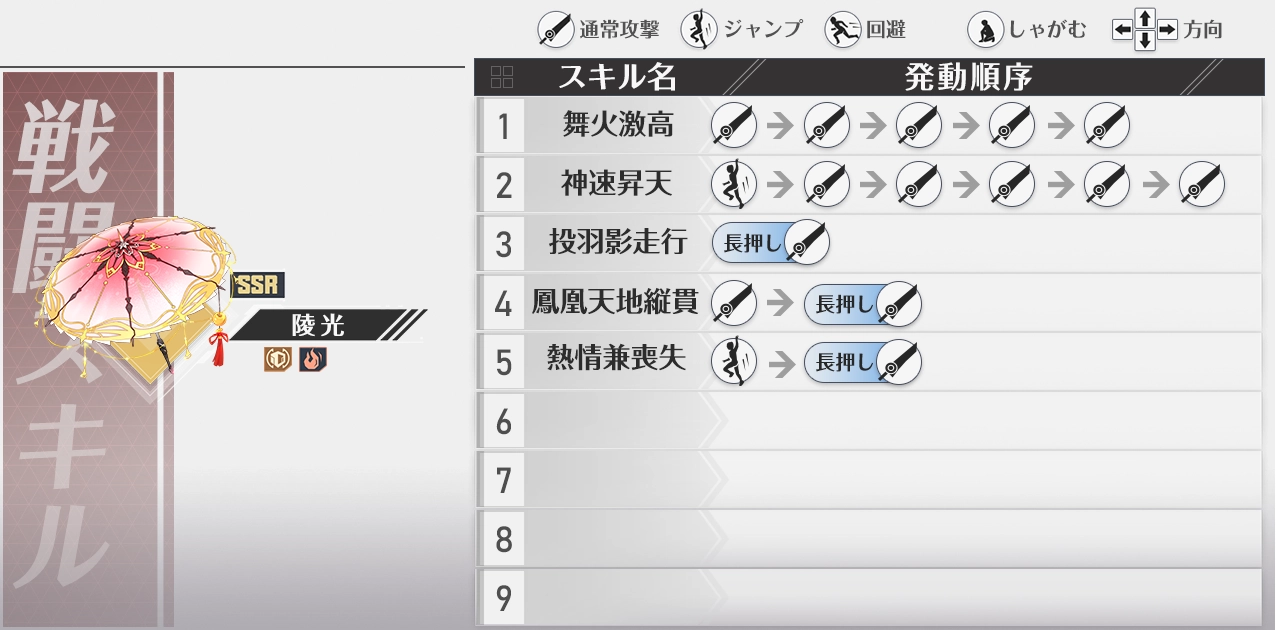 通常攻撃 ジャンプ 回避 しゃがむ 方向
戦闘スキル
SSR
陵光
スキル名 発動順序
1 舞火激高
2 神速昇天
3 投羽影走行 長押し
4 鳳凰天地縦貫 長押し
5 熱情兼喪失 長押し
6
7
8
9